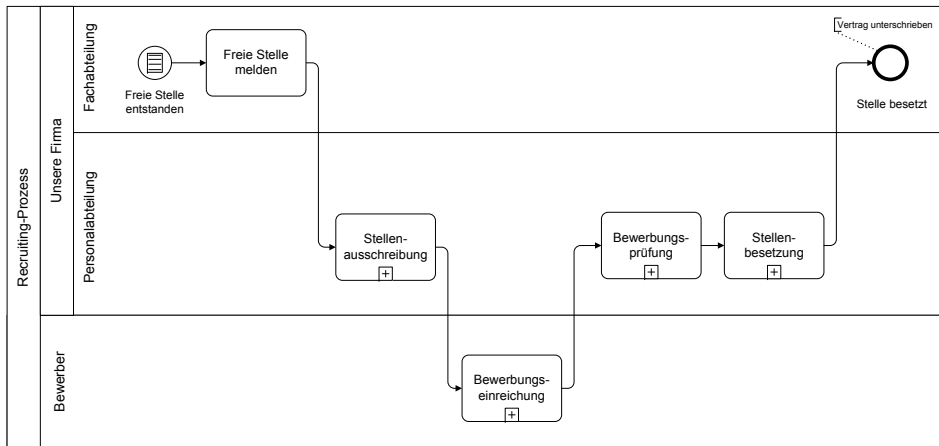 Recruiting-Prozess
Unsere Firma
Fachabteilung
Freie Stelle
entstanden
Freie Stelle
melden
Vertrag unterschrieben
Stelle besetzt
Personalabteilung
Stellen-
ausschreibung
Bewerbungs-
prüfung
Stellen-
besetzung
Bewerber
Bewerbungs-
einreichung